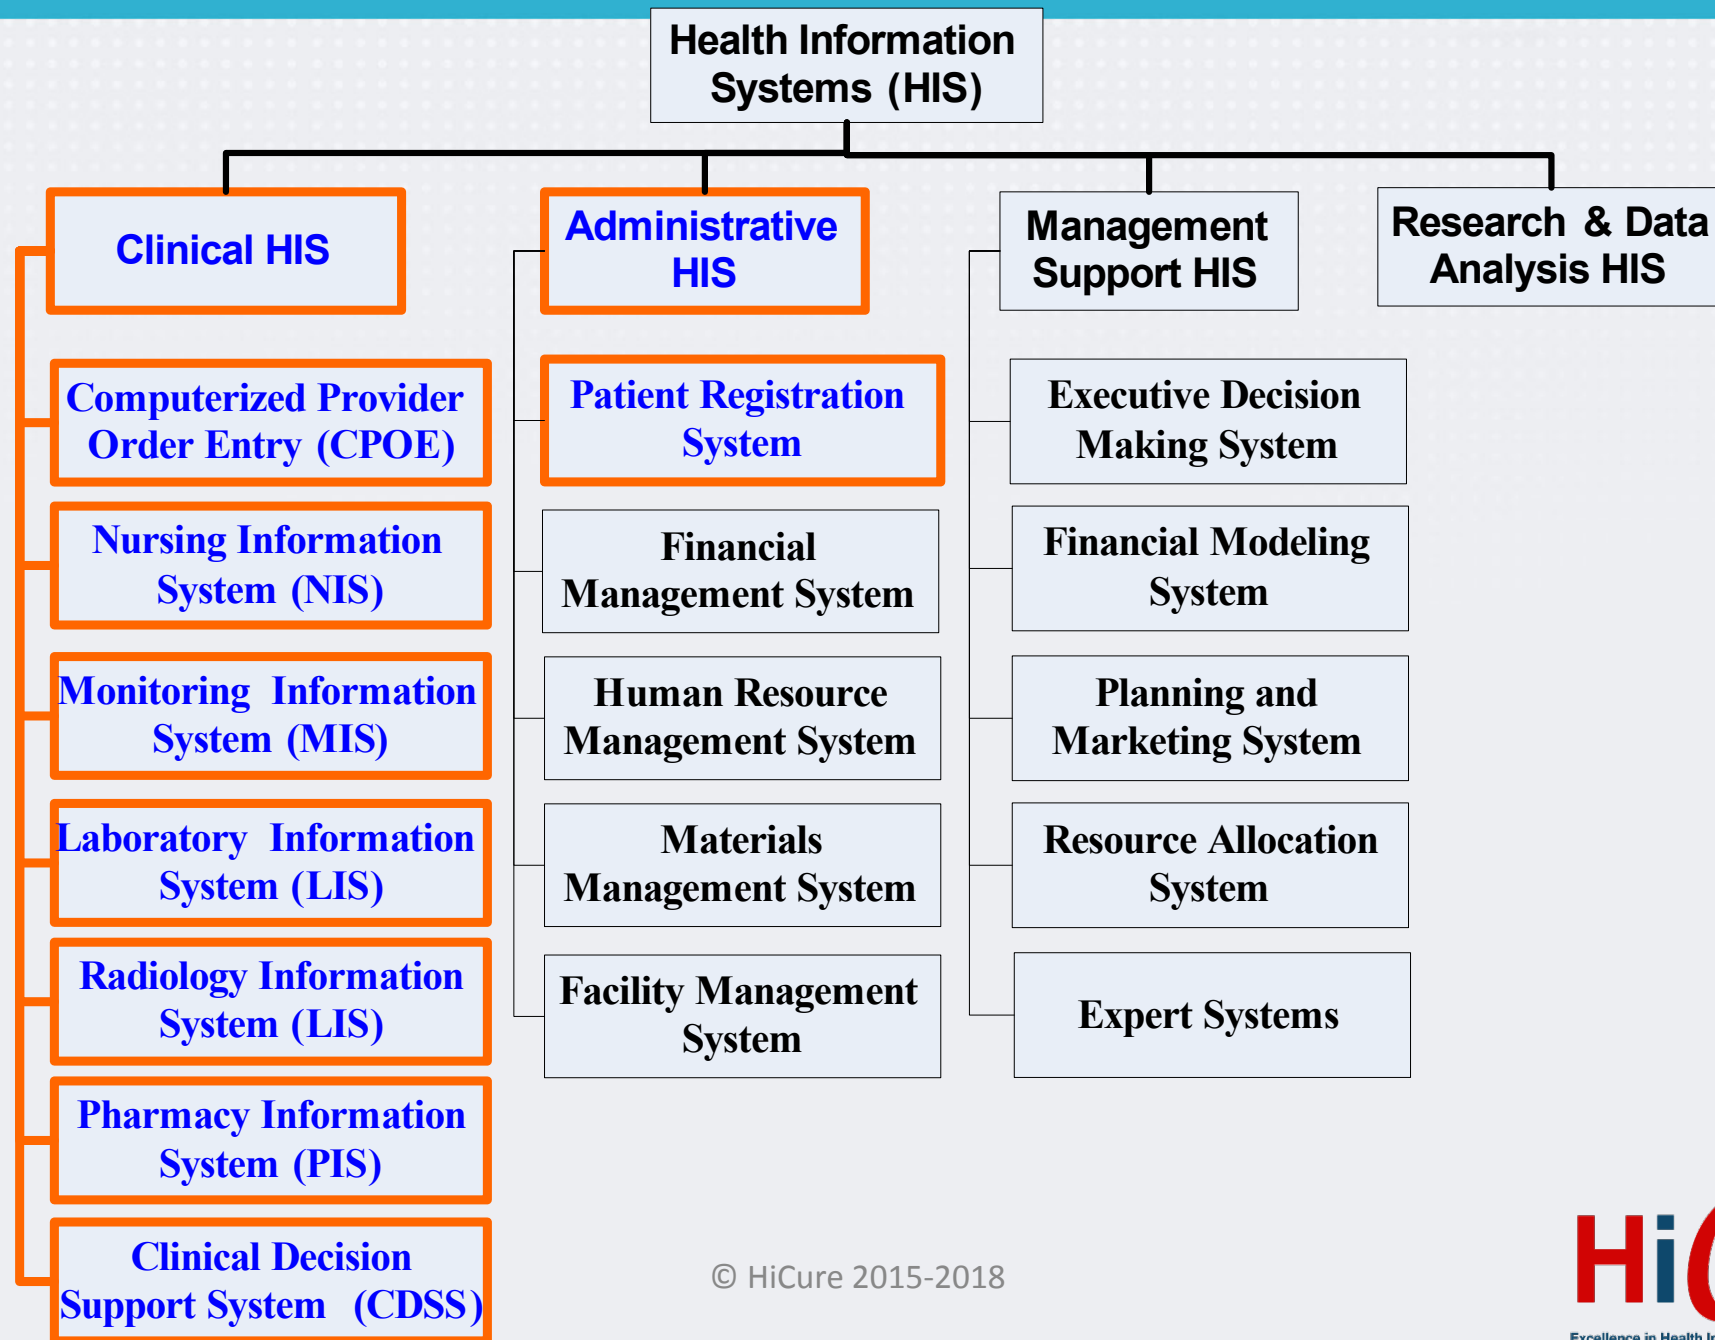 Health Information
Systems (HIS)
Clinical HIS
Administrative
HIS
Management
Support HIS
Research & Data
Analysis HIS
Computerized Provider
Order Entry (CPOE)
Nursing Information
System (NIS)
Monitoring Information
System (MIS)
Laboratory Information
System (LIS)
Radiology Information
System (LIS)
Pharmacy Information
System (PIS)
Clinical Decision
Support System (CDSS)
Patient Registration
System
Financial
Management System
Human Resource
Management System
Materials
Management System
Facility Management
System
Executive Decision
Making System
Financial Modeling
System
Planning and
Marketing System
Resource Allocation
System
Expert Systems
© HiCure 2015-2018
Hi
Excellence in Health